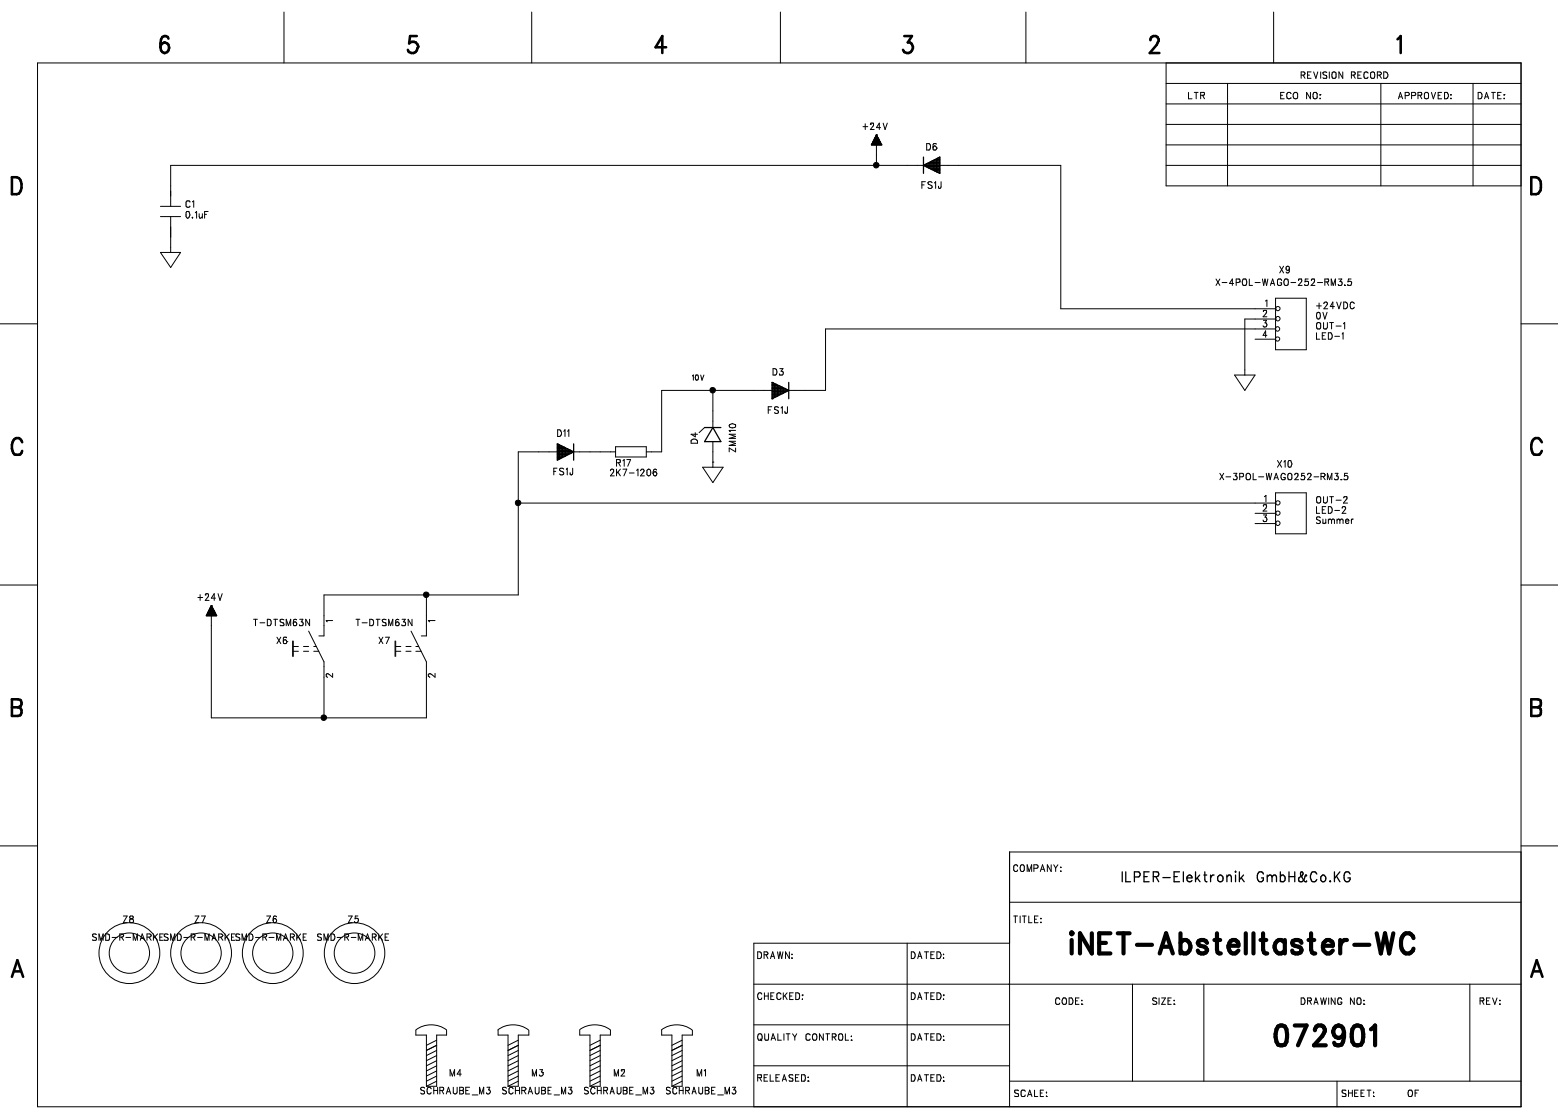 6 5 4 3 2 1
REVISION RECORD
LTR ECO NO: APPROVED: DATE:
+24V
D6
FS1J
D D
C1
0.1uF
X9
X-4POL-WAGO-252-RM3.5
1 +24VDC
2 0V
3 OUT-1
4 LED-1
10V
D3
FS1J
D11
FS1J
R17
2K7-1206
D4
ZMM10
C C
X10
X-3POL-WAGO252-RM3.5
1 OUT-2
2 LED-2
3 Summer
+24V
T-DTSM63N
X6
1
2
T-DTSM63N
X7
1
2
B B
COMPANY:
ILPER-Elektronik GmbH&Co.KG
TITLE:
iNET-Abstelltaster-WC
Z8 Z7 Z6 Z5
SMD-R-MARKE SMD-R-MARKE SMD-R-MARKE SMD-R-MARKE
A A
DRAWN: DATED:
CHECKED: DATED:
QUALITY CONTROL: DATED:
RELEASED: DATED:
CODE: SIZE: DRAWING NO: REV:
072901
M4 M3 M2 M1
SCHRAUBE_M3 SCHRAUBE_M3 SCHRAUBE_M3 SCHRAUBE_M3
SCALE: SHEET: OF